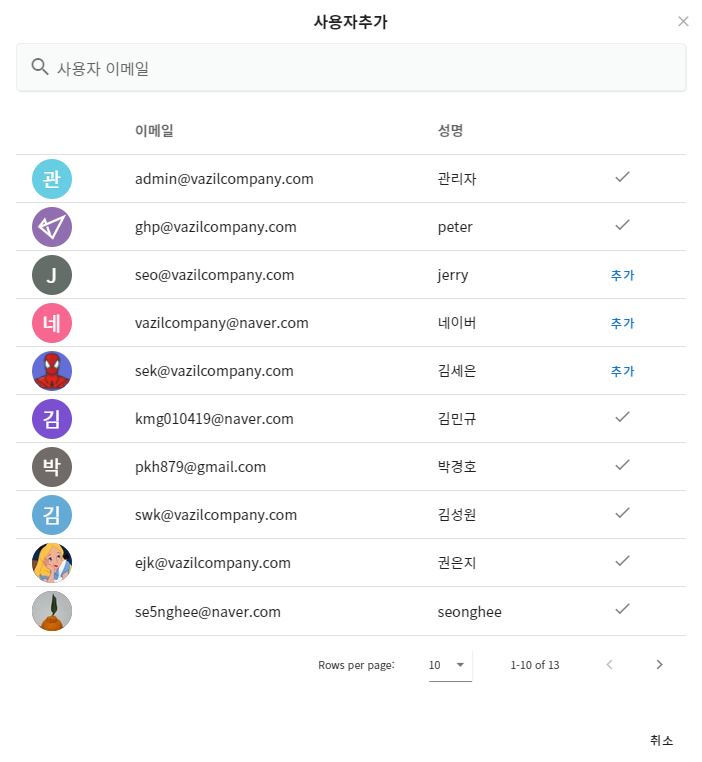 사용자추가
사용자 이메일
이메일 성명
관 admin@vazilcompany.com 관리자
ghp@vazilcompany.com peter
J seo@vazilcompany.com jerry 추가
네 vazilcompany@naver.com 네이버 추가
sek@vazilcompany.com 김세은 추가
김 kmg010419@naver.com 김민규
박 pkh879@gmail.com 박경호
김 swk@vazilcompany.com 김성원
ejk@vazilcompany.com 권은지
se5nghee@naver.com seonghee
Rows per page: 10 1-10 of 13
취소